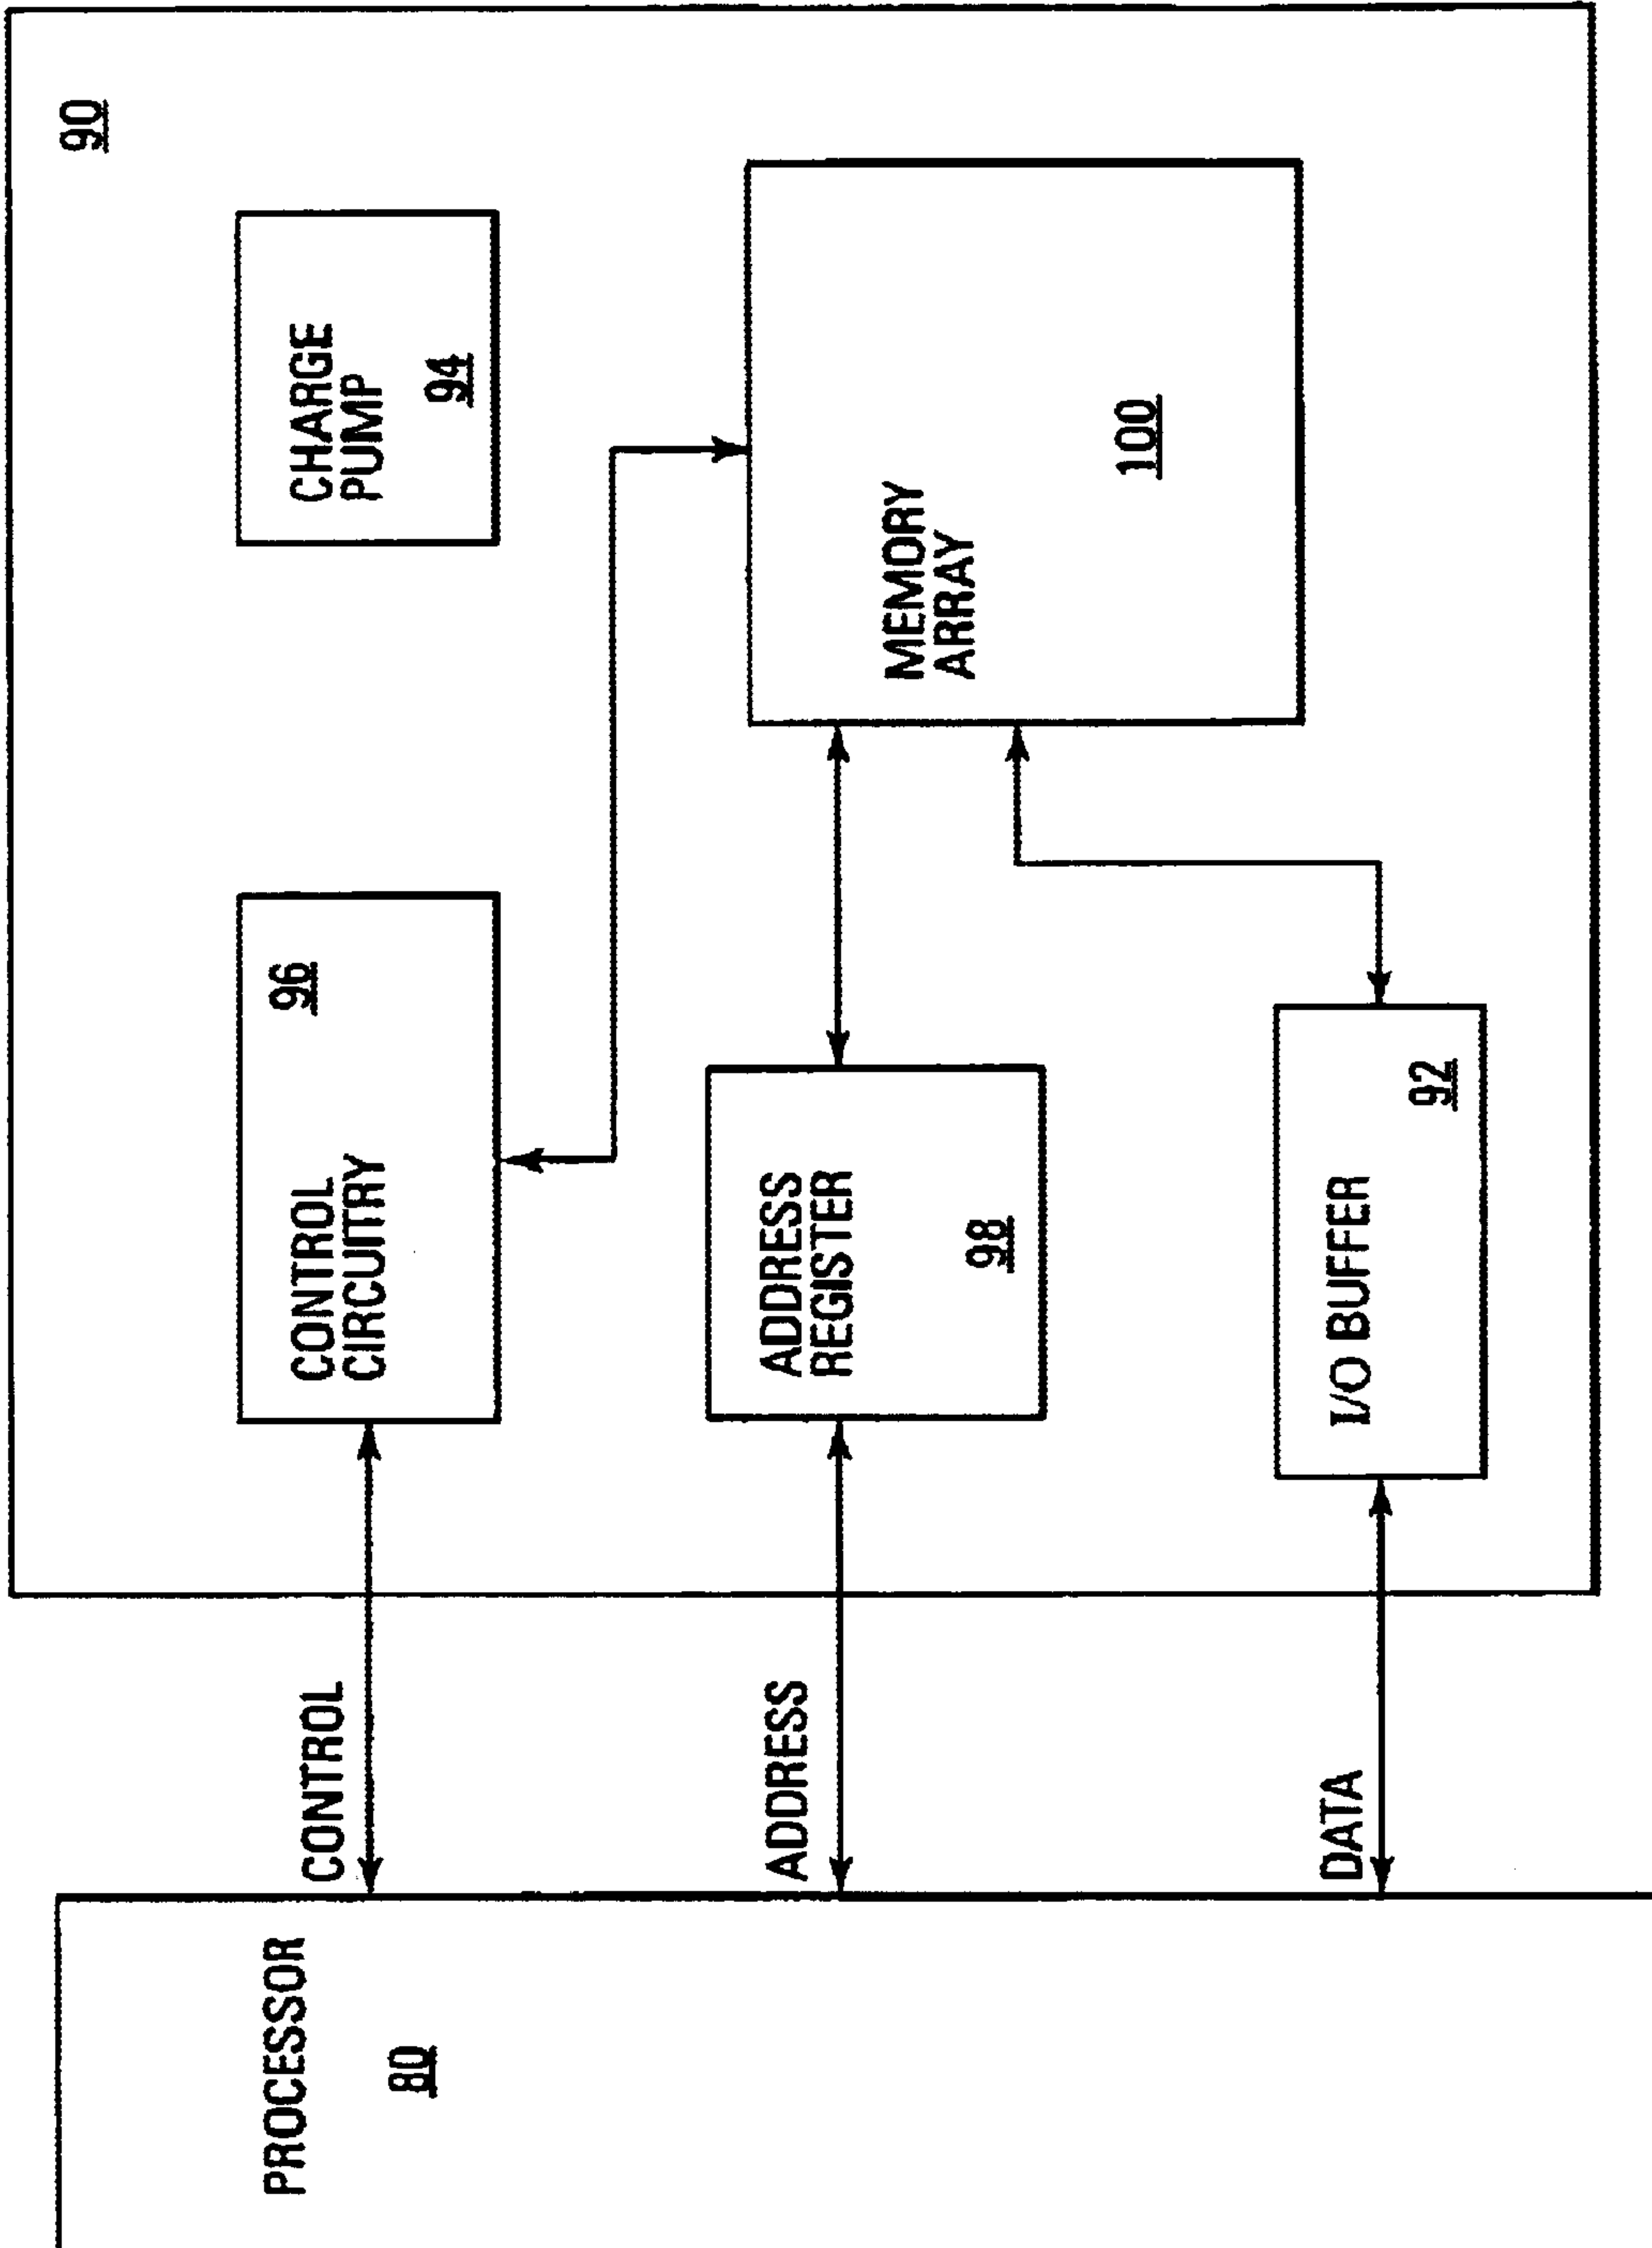 90
CONTROL
CIRCUITRY
96
CHARGE
PUMP
94
PROCESSOR
80
CONTROL
ADDRESS
ADDRESS
REGISTER
98
MEMORY
ARRAY
100
DATA
I/O BUFFER
92